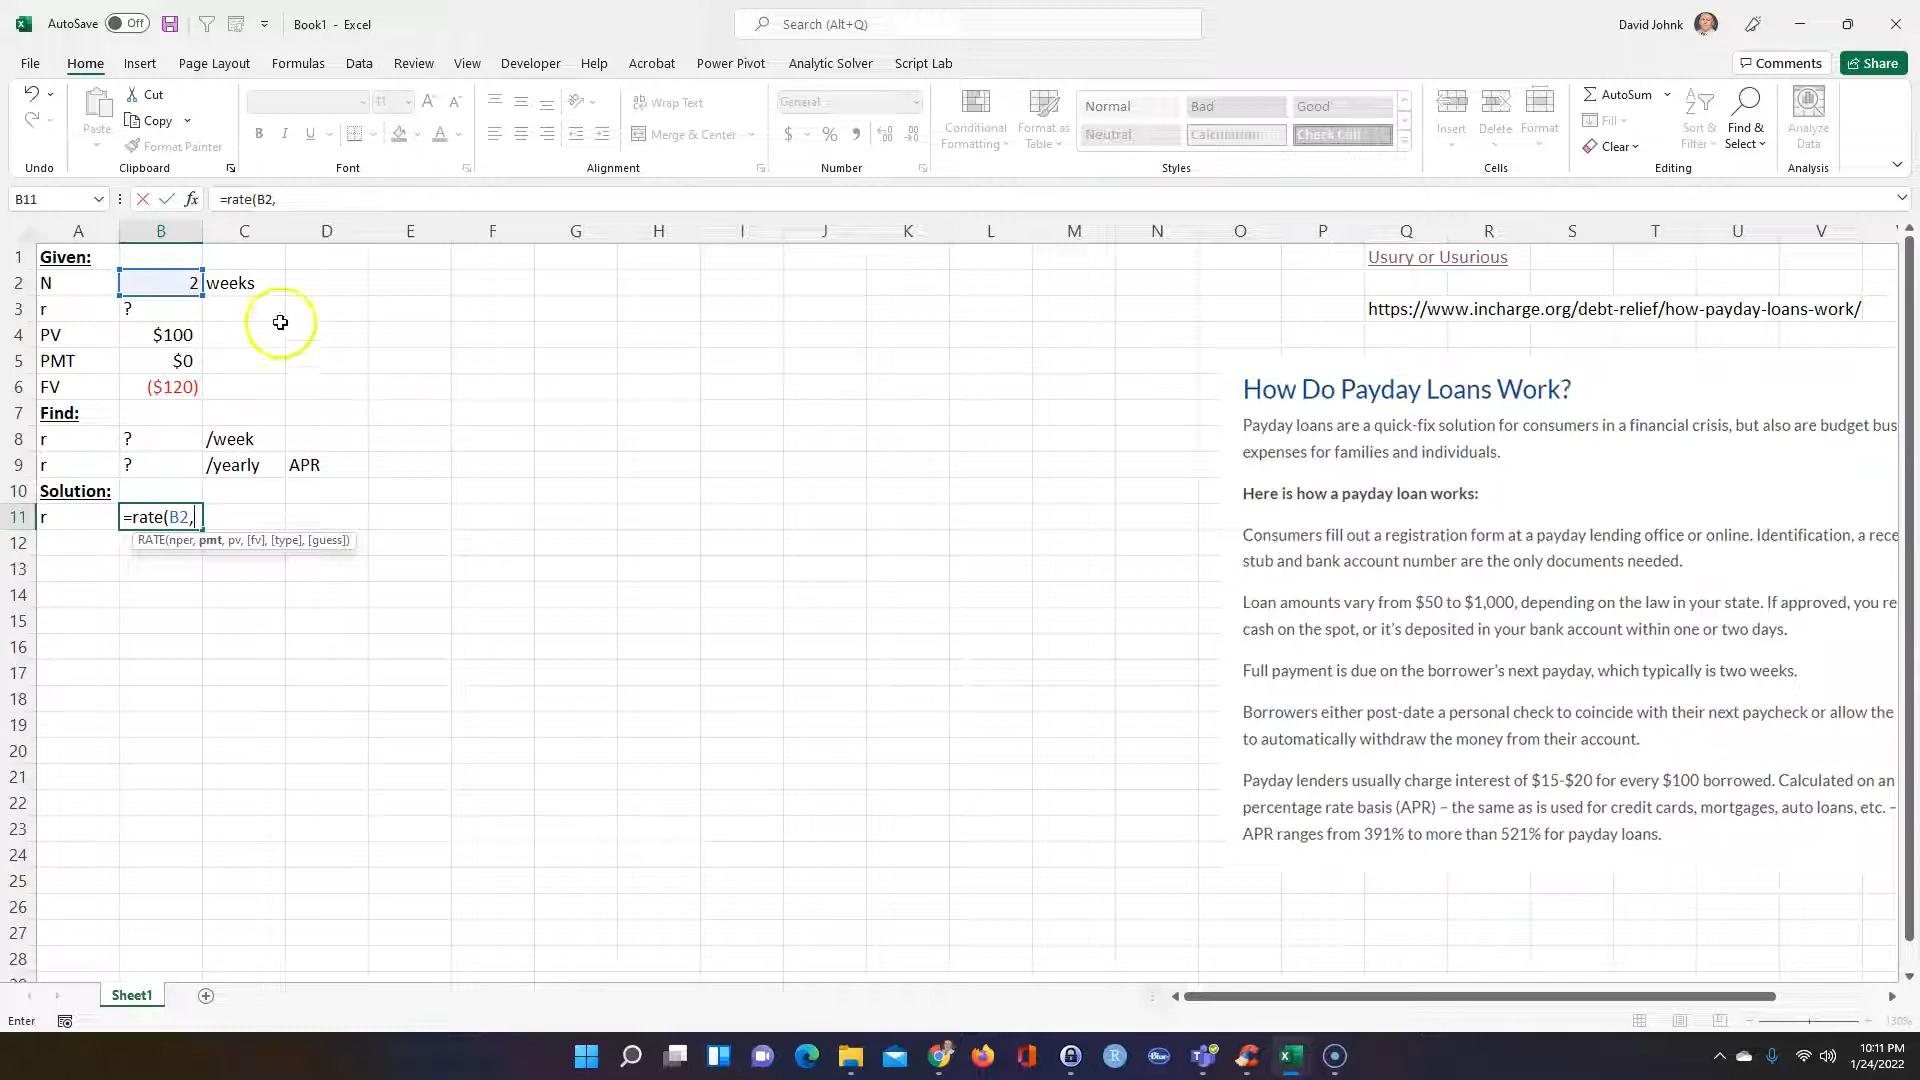 AutoSave Off Book1 - Excel Search (Alt+Q) David Johnk
File Home Insert Page Layout Formulas Data Review View Developer Help Acrobat Power Pivot Analytic Solver Script Lab Comments Share
Cut
Copy
Paste
Format Painter
11
B I U
Wrap Text
Merge & Center
General
$ % ,
Conditional Formatting
Format as Table
Normal Bad Good
Neutral Calculation Check Cell
Insert Delete Format
AutoSum
Fill
Clear
Sort & Filter
Find & Select
Analyze Data
Undo Clipboard Font Alignment Number Styles Cells Editing Analysis
B11 fx =rate(B2,
A B C D E F G H I J K L M N O P Q R S T U V
1 Given: Usury or Usurious
2 N 2 weeks
3 r ? https://www.incharge.org/debt-relief/how-payday-loans-work/
4 PV $100
5 PMT $0
6 FV ($120)
7 Find:
8 r ? /week
9 r ? /yearly APR
10 Solution:
11 r =rate(B2,
RATE(nper, pmt, pv, [fv], [type], [guess])
12
13
14
15
16
17
18
19
20
21
22
23
24
25
26
27
28
How Do Payday Loans Work?
Payday loans are a quick-fix solution for consumers in a financial crisis, but also are budget bus
expenses for families and individuals.
Here is how a payday loan works:
Consumers fill out a registration form at a payday lending office or online. Identification, a rece
stub and bank account number are the only documents needed.
Loan amounts vary from $50 to $1,000, depending on the law in your state. If approved, you re
cash on the spot, or it's deposited in your bank account within one or two days.
Full payment is due on the borrower's next payday, which typically is two weeks.
Borrowers either post-date a personal check to coincide with their next paycheck or allow the
to automatically withdraw the money from their account.
Payday lenders usually charge interest of $15-$20 for every $100 borrowed. Calculated on an
percentage rate basis (APR) – the same as is used for credit cards, mortgages, auto loans, etc. –
APR ranges from 391% to more than 521% for payday loans.
Sheet1
Enter 130%
10:11 PM
1/24/2022